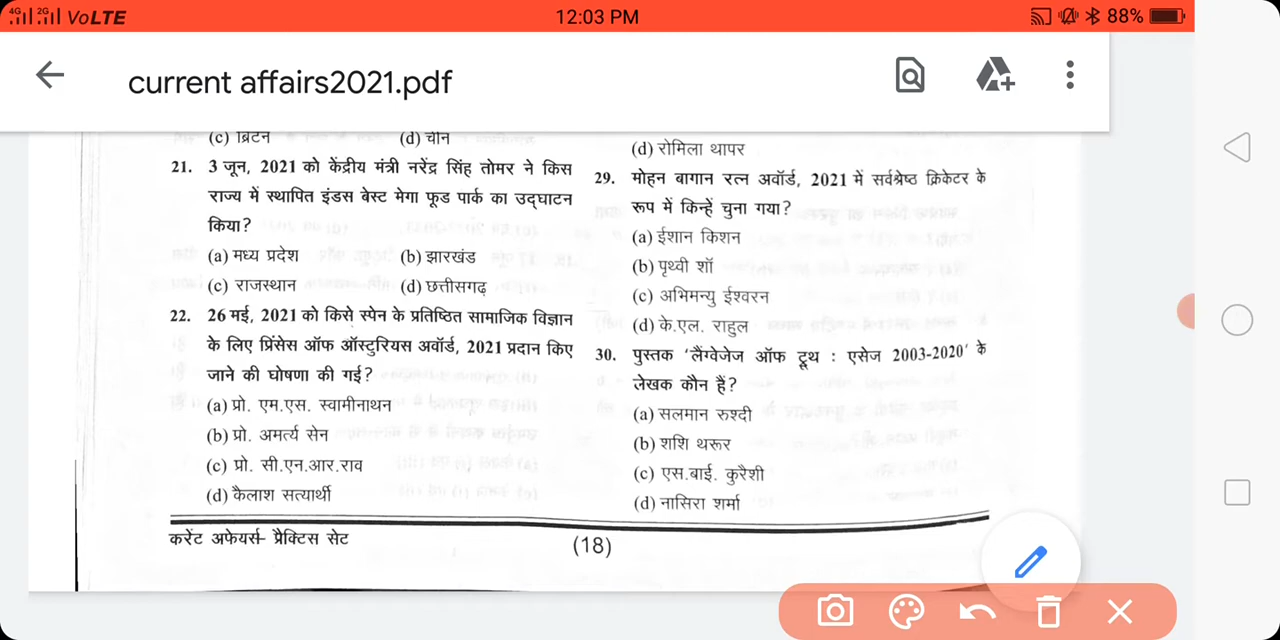 4G 2G VoLTE 12:03 PM 88%
current affairs2021.pdf
(c) ब्रिटेन (d) चीन
21. 3 जून, 2021 को केंद्रीय मंत्री नरेंद्र सिंह तोमर ने किस
राज्य में स्थापित इंडस बेस्ट मेगा फूड पार्क का उद्घाटन
किया?
(a) मध्य प्रदेश (b) झारखंड
(c) राजस्थान (d) छत्तीसगढ़
22. 26 मई, 2021 को किसे स्पेन के प्रतिष्ठित सामाजिक विज्ञान
के लिए प्रिंसेस ऑफ ऑस्टुरियस अवॉर्ड, 2021 प्रदान किए
जाने की घोषणा की गई?
(a) प्रो. एम.एस. स्वामीनाथन
(b) प्रो. अमर्त्य सेन
(c) प्रो. सी.एन.आर.राव
(d) कैलाश सत्यार्थी
(d) रोमिला थापर
29. मोहन बागान रत्न अवॉर्ड, 2021 में सर्वश्रेष्ठ क्रिकेटर के
रूप में किन्हें चुना गया?
(a) ईशान किशन
(b) पृथ्वी शॉ
(c) अभिमन्यु ईश्वरन
(d) के.एल. राहुल
30. पुस्तक 'लैंग्वेजेज ऑफ ट्रूथ : एसेज 2003-2020' के
लेखक कौन हैं?
(a) सलमान रुश्दी
(b) शशि थरूर
(c) एस.बाई. कुरैशी
(d) नासिरा शर्मा
करेंट अफेयर्स– प्रैक्टिस सेट
(18)